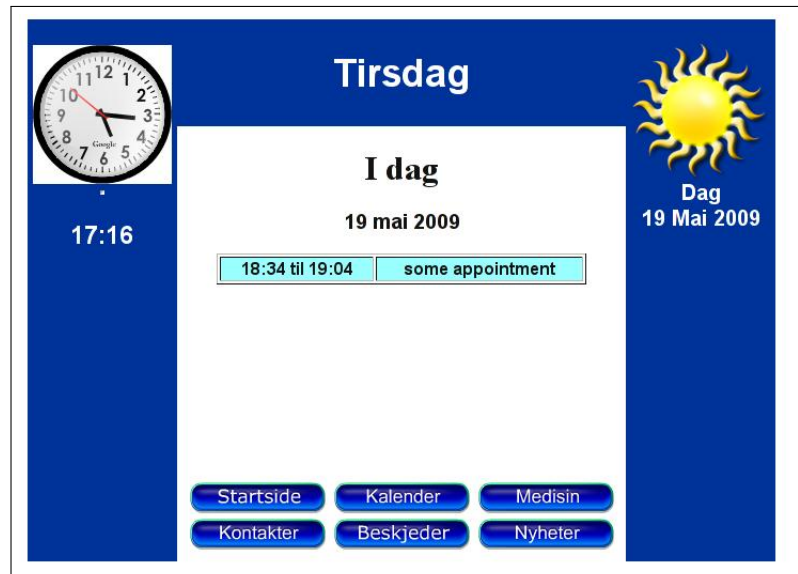 12
11
1
10
2
9
3
Google
8
4
7
6
5
17:16
Tirsdag
I dag
19 mai 2009
18:34 til 19:04 some appointment
Startside Kalender Medisin
Kontakter Beskjeder Nyheter
Dag
19 Mai 2009